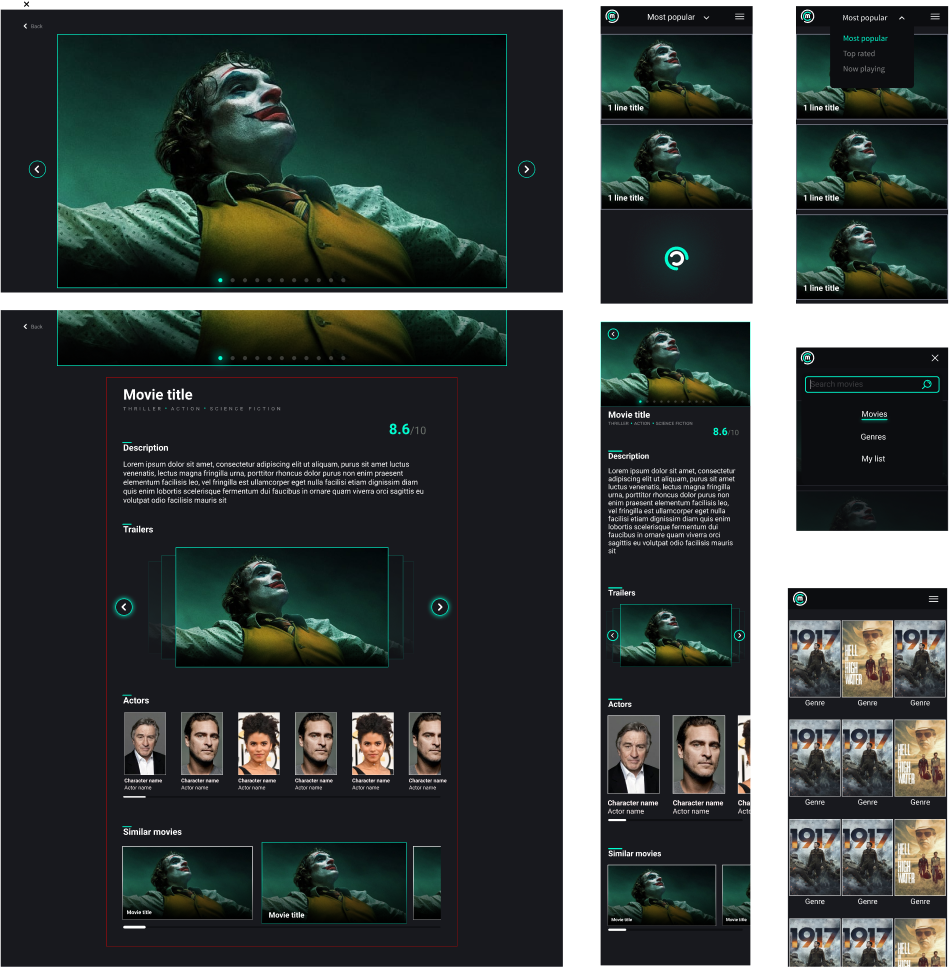 Back
Back
Movie title
THRILLER • ACTION • SCIENCE FICTION
8.6/10
Description
Lorem ipsum dolor sit amet, consectetur adipiscing elit ut aliquam, purus sit amet luctus
venenatis, lectus magna fringilla urna, porttitor rhoncus dolor purus non enim praesent
elementum facilisis leo, vel fringilla est ullamcorper eget nulla facilisi etiam dignissim diam
quis enim lobortis scelerisque fermentum dui faucibus in ornare quam viverra orci sagittis eu
volutpat odio facilisis mauris sit
Trailers
Actors
Character name
Actor name
Character name
Actor name
Character name
Actor name
Character name
Actor name
Character name
Actor name
Character name
Actor name
Similar movies
Movie title
Movie title
m
Most popular
1 line title
1 line title
m
Most popular
Most popular
Top rated
Now playing
1 line title
1 line title
1 line title
Movie title
THRILLER • ACTION • SCIENCE FICTION
8.6/10
Description
Lorem ipsum dolor sit amet, consectetur
adipiscing elit ut aliquam, purus sit amet
luctus venenatis, lectus magna fringilla
urna, porttitor rhoncus dolor purus non
enim praesent elementum facilisis leo,
vel fringilla est ullamcorper eget nulla
facilisi etiam dignissim diam quis enim
lobortis scelerisque fermentum dui
faucibus in ornare quam viverra orci
sagittis eu volutpat odio facilisis mauris
sit
Trailers
Actors
Character name
Actor name
Character name
Actor name
Cha
Acto
Similar movies
Movie title
Movie title
m
Search movies
Movies
Genres
My list
m
1917
HELL OR HIGH WATER
1917
Genre
Genre
Genre
1917
1917
HELL OR HIGH WATER
Genre
Genre
Genre
1917
1917
HELL OR HIGH WATER
Genre
Genre
Genre
1917
1917
HELL